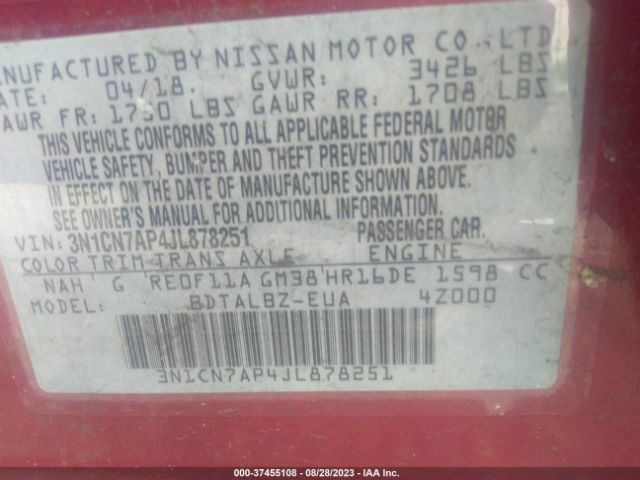 MANUFACTURED BY NISSAN MOTOR CO., LTD
DATE: 04/18. GVWR: 3426 LBS
GAWR FR: 1750 LBS GAWR RR: 1708 LBS
THIS VEHICLE CONFORMS TO ALL APPLICABLE FEDERAL MOTOR
VEHICLE SAFETY, BUMPER AND THEFT PREVENTION STANDARDS
IN EFFECT ON THE DATE OF MANUFACTURE SHOWN ABOVE.
SEE OWNER'S MANUAL FOR ADDITIONAL INFORMATION.
VIN: 3N1CN7AP4JL878251 PASSENGER CAR.
COLOR TRIM TRANS AXLE ENGINE
NAH G RE0F11A GM38 HR16DE 1598 CC
MODEL: BDTALBZ-EUA 4Z000
3N1CN7AP4JL878251
000-37455108 - 08/28/2023 - IAA Inc.